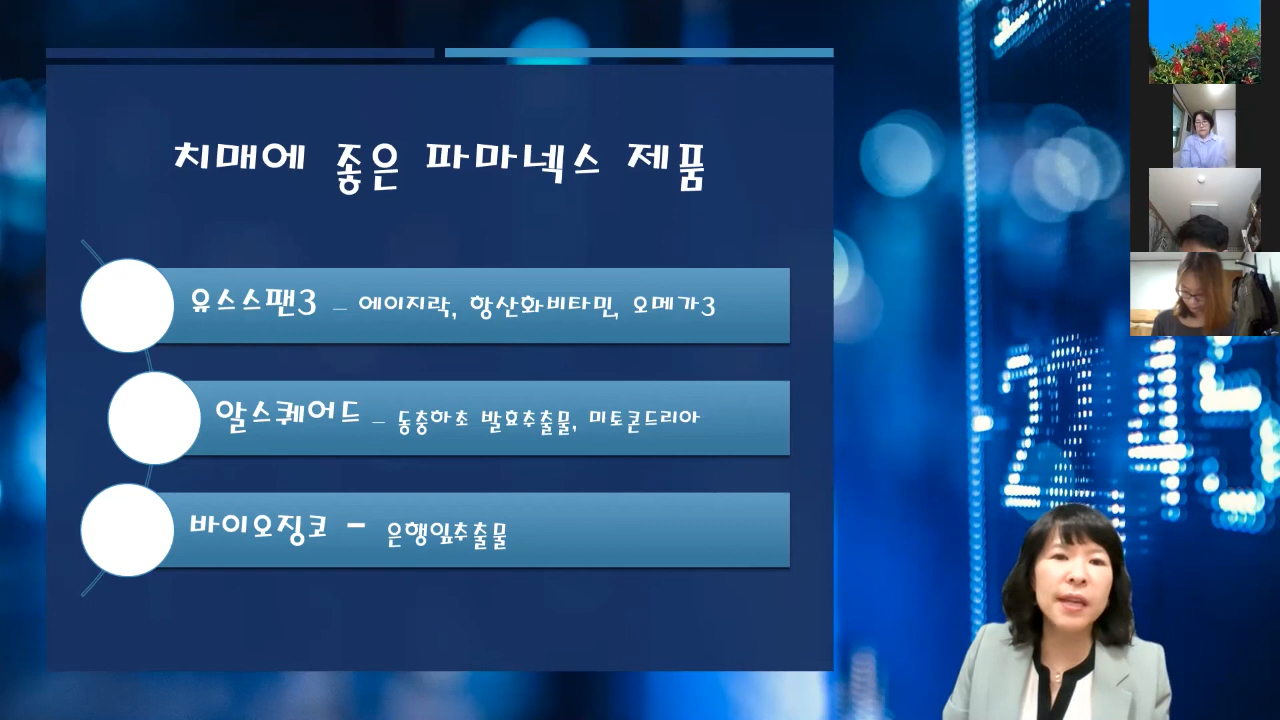 치매에 좋은 파마넥스 제품
유스스팬3 – 에이지락, 항산화비타민, 오메가3
알스퀘어드 – 동충하초 발효추출물, 미토콘드리아
바이오징코 – 은행잎추출물
21 45